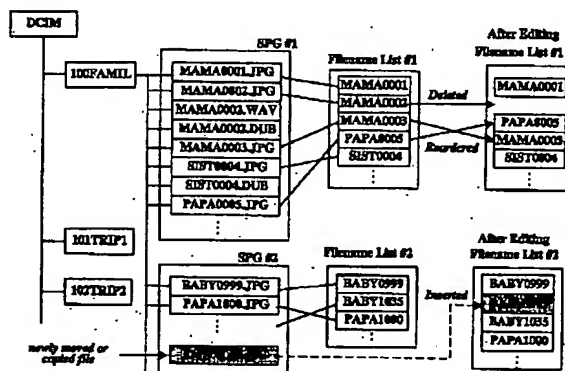 DCIM
SPG #1
After Editing
Filename List #1
Filename List #1
100FAMIL
MAMA0001.JPG
MAMA0002.JPG
MAMA0002.WAV
MAMA0002.DUB
MAMA0003.JPG
SIST0004.JPG
SIST0004.DUB
PAPA0005.JPG
MAMA0001
MAMA0002
MAMA0003
PAPA0005
SIST0004
Deleted
Reordered
MAMA0001
PAPA0005
MAMA0003
SIST0004
101TRIP1
102TRIP2
SPG #2
Filename List #2
After Editing
Filename List #2
BABY0999.JPG
PAPA1000.JPG
BABY0999
BABY1035
PAPA1000
Inserted
BABY0999
BABY1035
PAPA1000
newly moved or
copied file